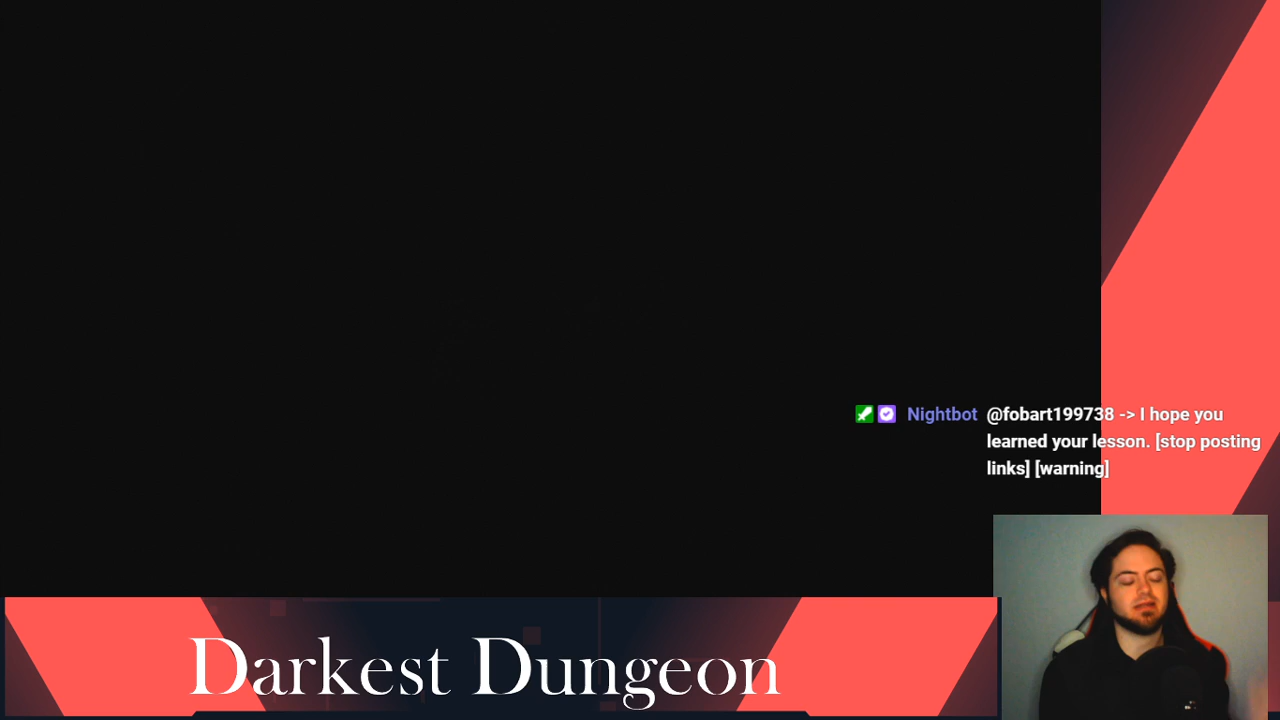 Nightbot @fobart199738 -> I hope you
learned your lesson. [stop posting
links] [warning]
Darkest Dungeon